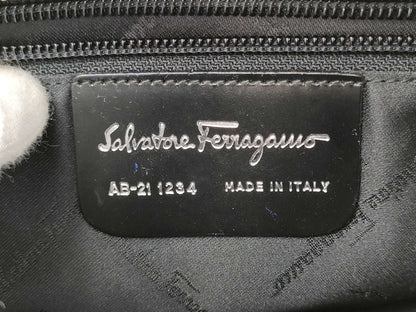 Salvatore Ferragamo
AB-21 1234 MADE IN ITALY